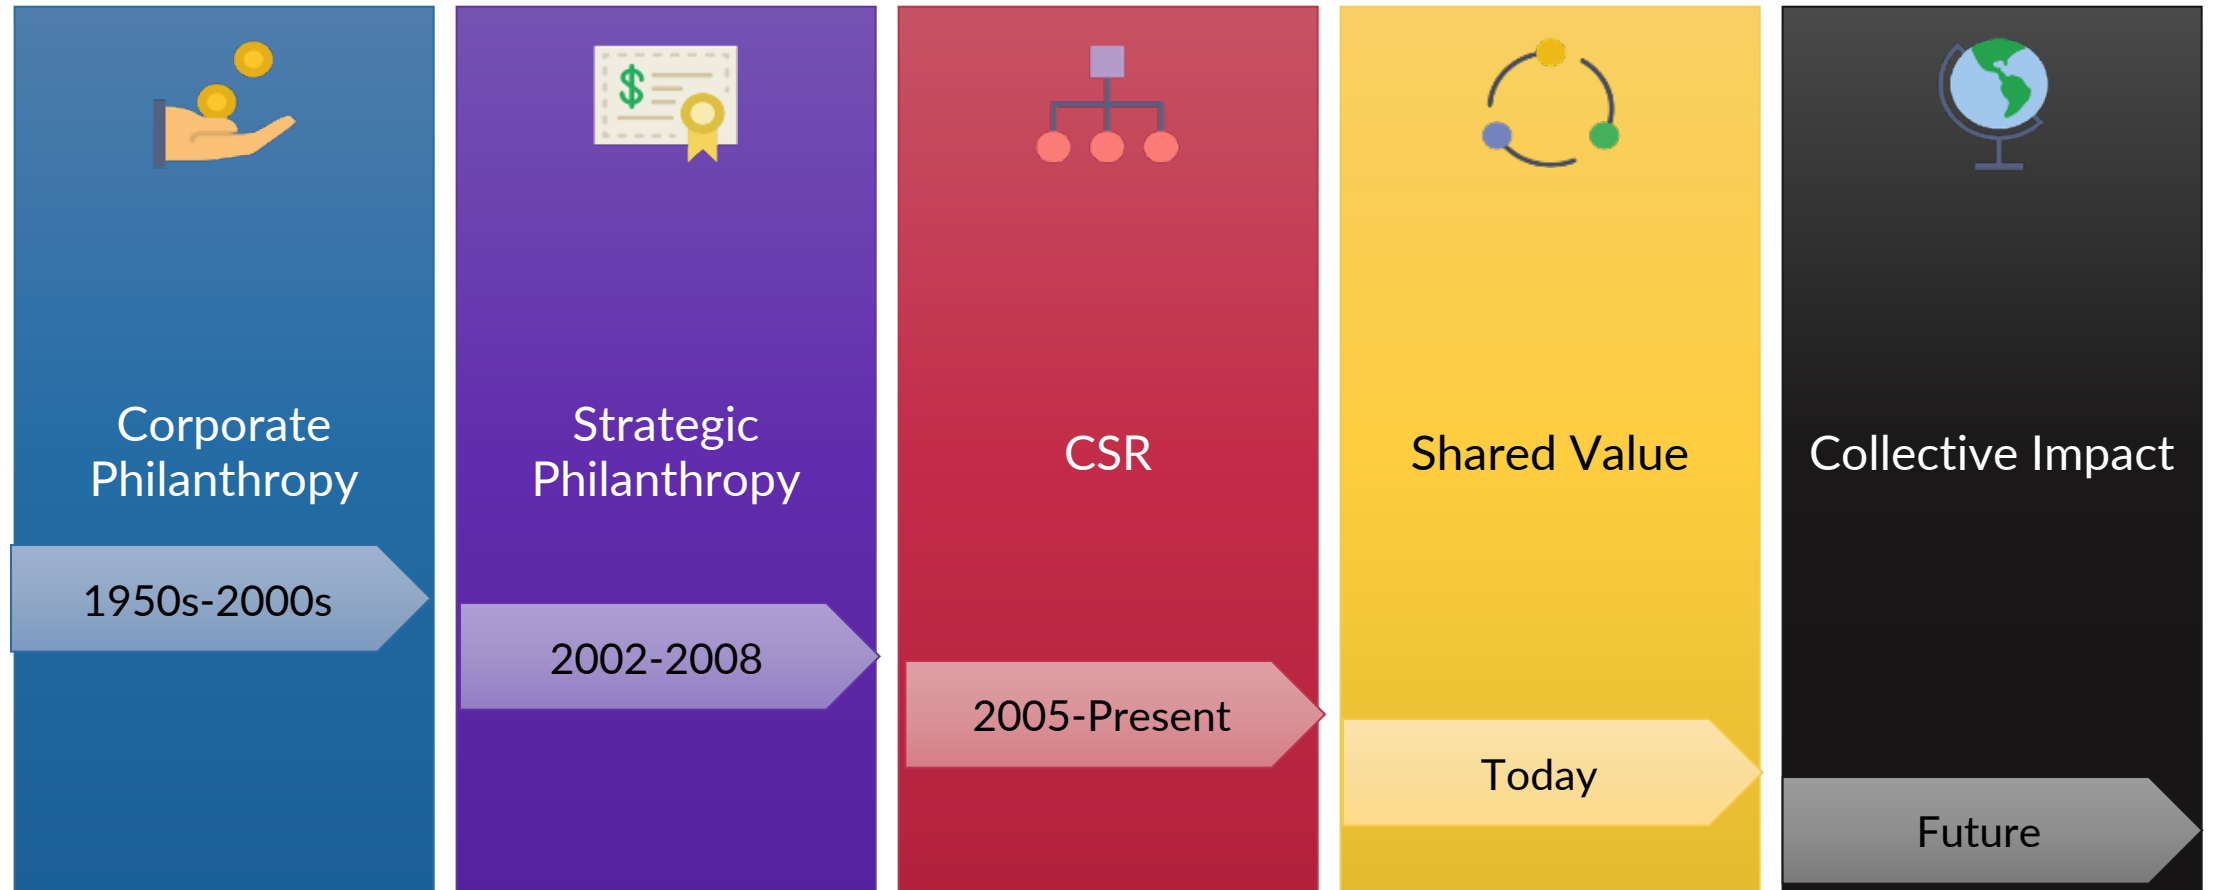 $
Corporate
Philanthropy
1950s-2000s
Strategic
Philanthropy
2002-2008
CSR
2005-Present
Shared Value
Today
Collective Impact
Future